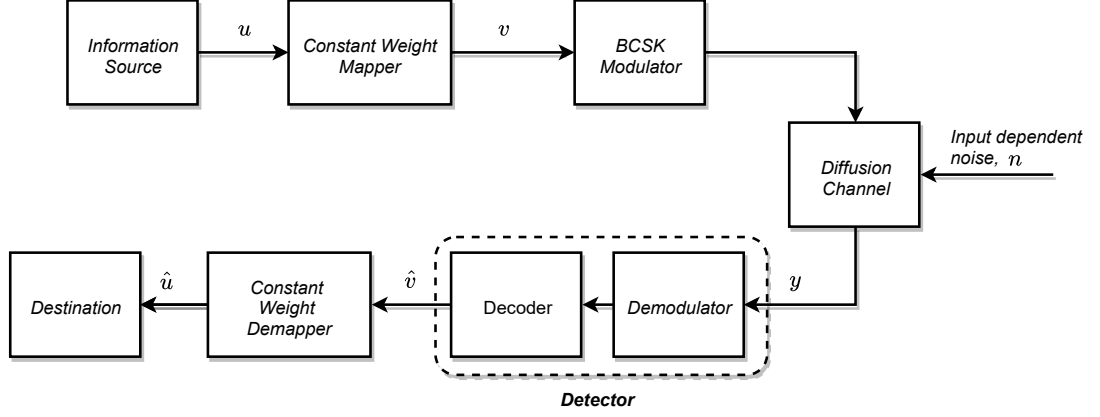 Information
Source
u
Constant Weight
Mapper
v
BCSK
Modulator
Input dependent
noise, n
Diffusion
Channel
y
Demodulator
Decoder
v̂
Constant
Weight
Demapper
û
Destination
Detector